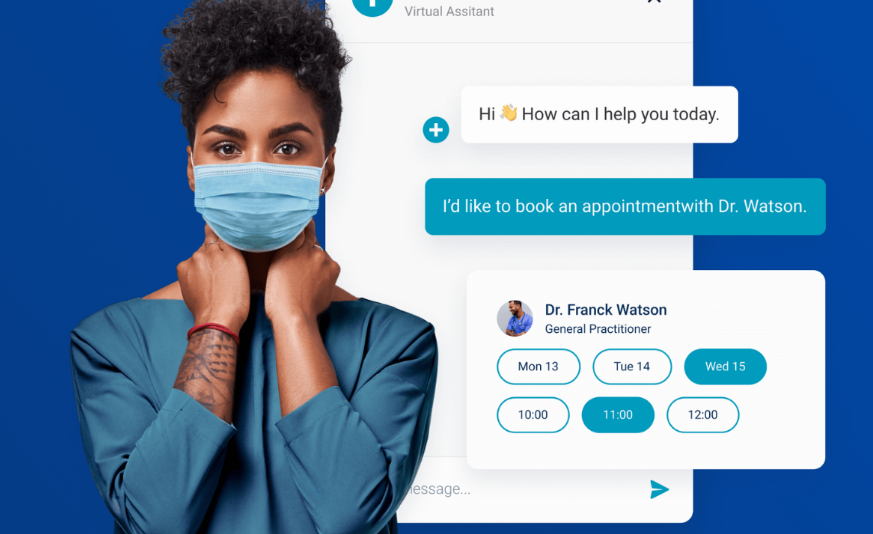 Virtual Assitant
Hi 👋 How can I help you today.
I'd like to book an appointmentwith Dr. Watson.
Dr. Franck Watson
General Practitioner
Mon 13 Tue 14 Wed 15
10:00 11:00 12:00
essage...